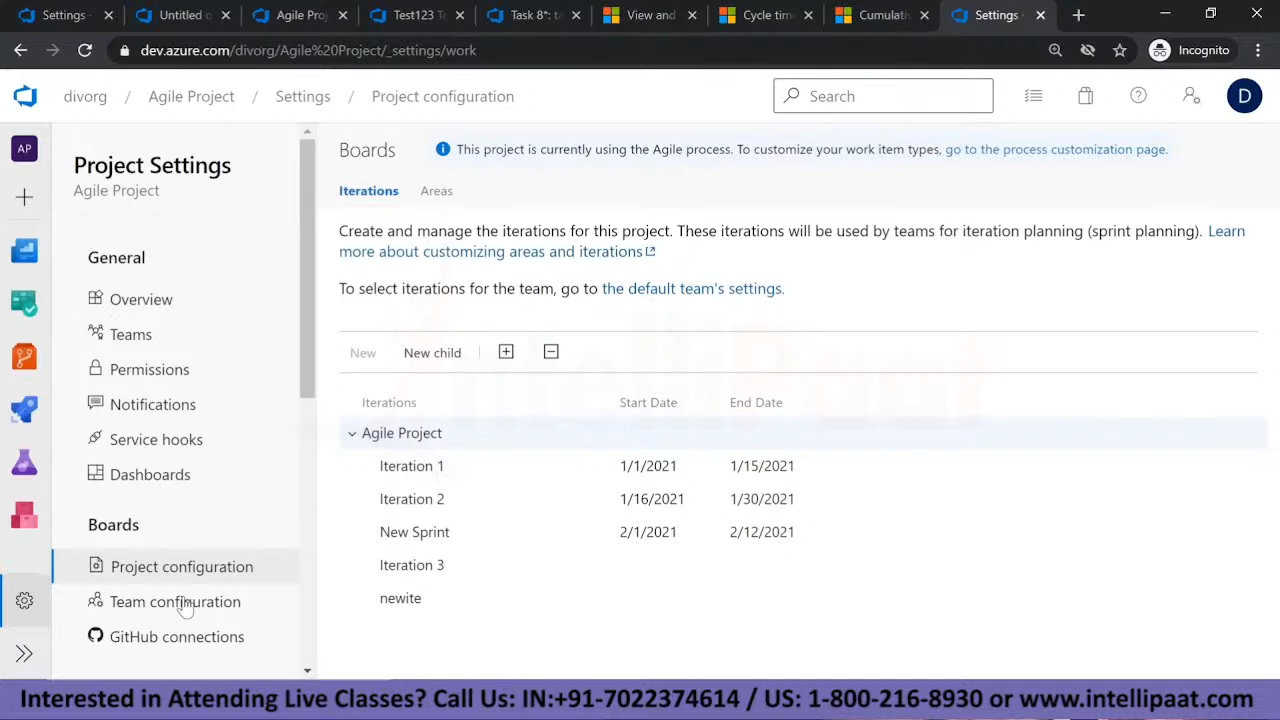 Settings
Untitled
Agile Pro
Test123 T
Task 8*: t
View and
Cycle time
Cumulati
Settings
dev.azure.com/divorg/Agile%20Project/_settings/work
Incognito
divorg / Agile Project / Settings / Project configuration
Search
D
AP
Project Settings
Agile Project
General
Overview
Teams
Permissions
Notifications
Service hooks
Dashboards
Boards
Project configuration
Team configuration
GitHub connections
Boards
This project is currently using the Agile process. To customize your work item types, go to the process customization page.
Iterations Areas
Create and manage the iterations for this project. These iterations will be used by teams for iteration planning (sprint planning). Learn
more about customizing areas and iterations
To select iterations for the team, go to the default team's settings.
New New child
Iterations Start Date End Date
Agile Project
Iteration 1 1/1/2021 1/15/2021
Iteration 2 1/16/2021 1/30/2021
New Sprint 2/1/2021 2/12/2021
Iteration 3
newite
IntelliPaat
Interested in Attending Live Classes? Call Us: IN:+91-7022374614 / US: 1-800-216-8930 or www.intellipaat.com